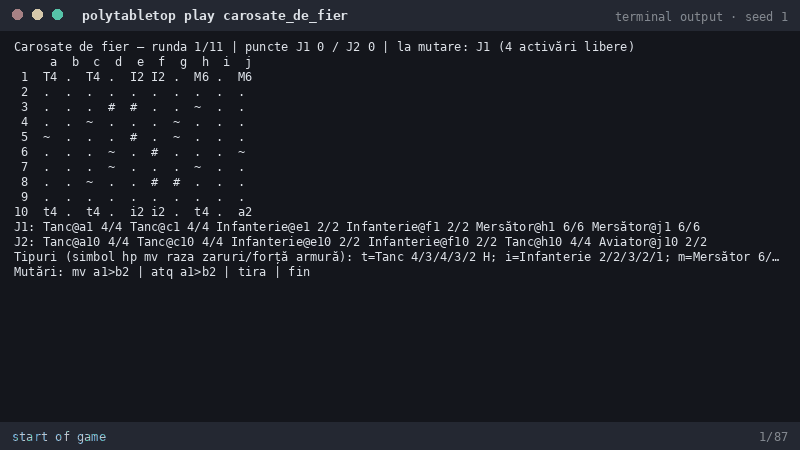 polytabletop play carosate_de_fier
terminal output · seed 1
Carosate de fier — runda 1/11 | puncte J1 0 / J2 0 | la mutare: J1 (4 activări libere)
a b c d e f g h i j
1 T4 . T4 . I2 I2 . M6 . M6
2 . . . . . . . . . .
3 . . . # # . . ~ . .
4 . . ~ . . . ~ . . .
5 ~ . . . # . ~ . . .
6 . . . ~ . # . . . ~
7 . . . ~ . . . ~ . .
8 . . ~ . . # # . . .
9 . . . . . . . . . .
10 t4 . t4 . i2 i2 . t4 . a2
J1: Tanc@a1 4/4 Tanc@c1 4/4 Infanterie@e1 2/2 Infanterie@f1 2/2 Mersător@h1 6/6 Mersător@j1 6/6
J2: Tanc@a10 4/4 Tanc@c10 4/4 Infanterie@e10 2/2 Infanterie@f10 2/2 Tanc@h10 4/4 Aviator@j10 2/2
Tipuri (simbol hp mv raza zaruri/forță armură): t=Tanc 4/3/4/3/2 H; i=Infanterie 2/2/3/2/1; m=Mersător 6/…
Mutări: mv a1>b2 | atq a1>b2 | tira | fin
start of game
1/87